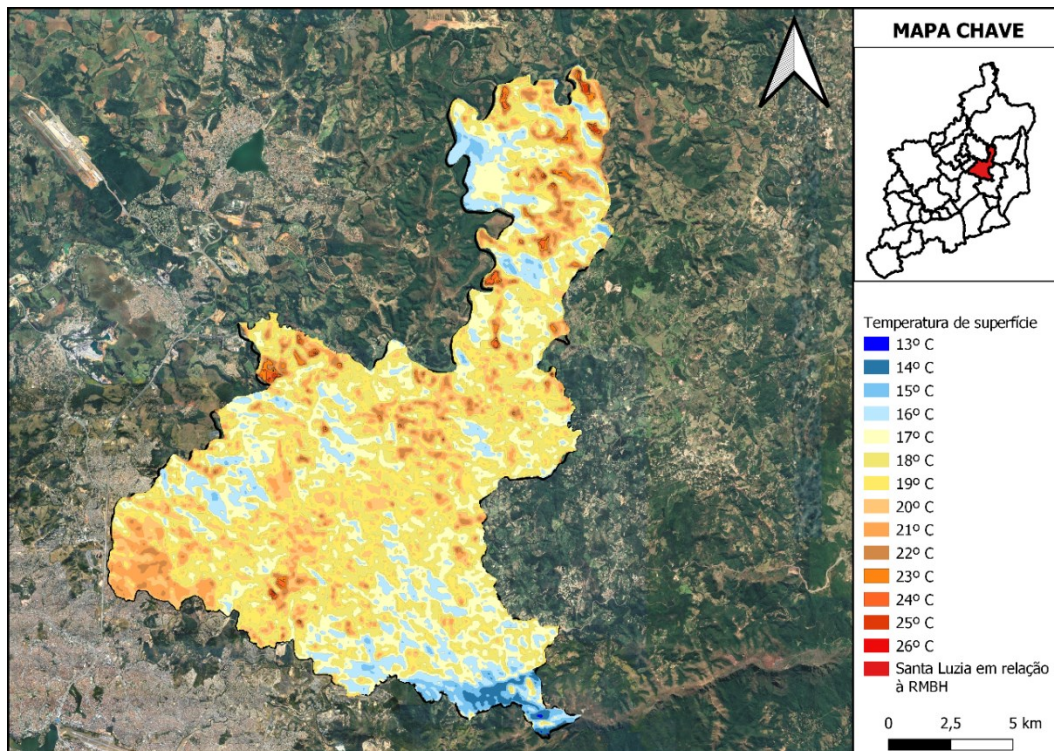 MAPA CHAVE
Temperatura de superfície
13º C
14º C
15º C
16º C
17º C
18º C
19º C
20º C
21º C
22º C
23º C
24º C
25º C
26º C
Santa Luzia em relação
à RMBH
0 2,5 5 km